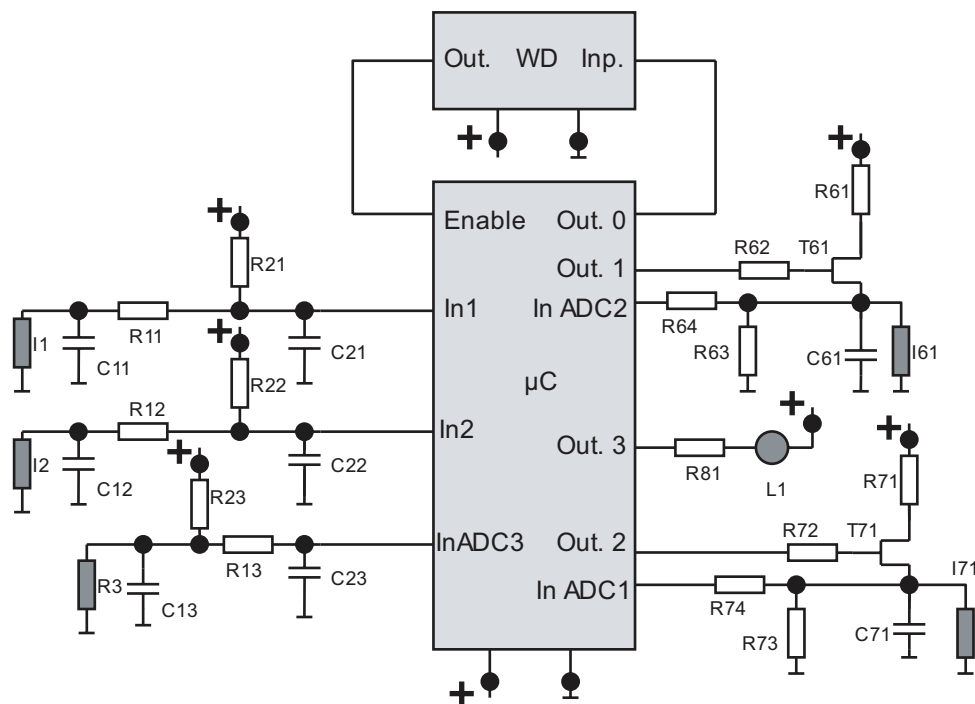 Out. WD Inp.
+
+
R61
+
Enable
Out. 0
R21
R62
T61
Out. 1
In1
In ADC2
I1
R11
C21
R64
R63
C61
I61
C11
+
R22
µC
R12
+
+
In2
Out. 3
I2
C22
R81
L1
C12
+
R23
R71
R72
T71
InADC3
Out. 2
R13
C23
I71
R3
C13
In ADC1
R74
R73
C71
+